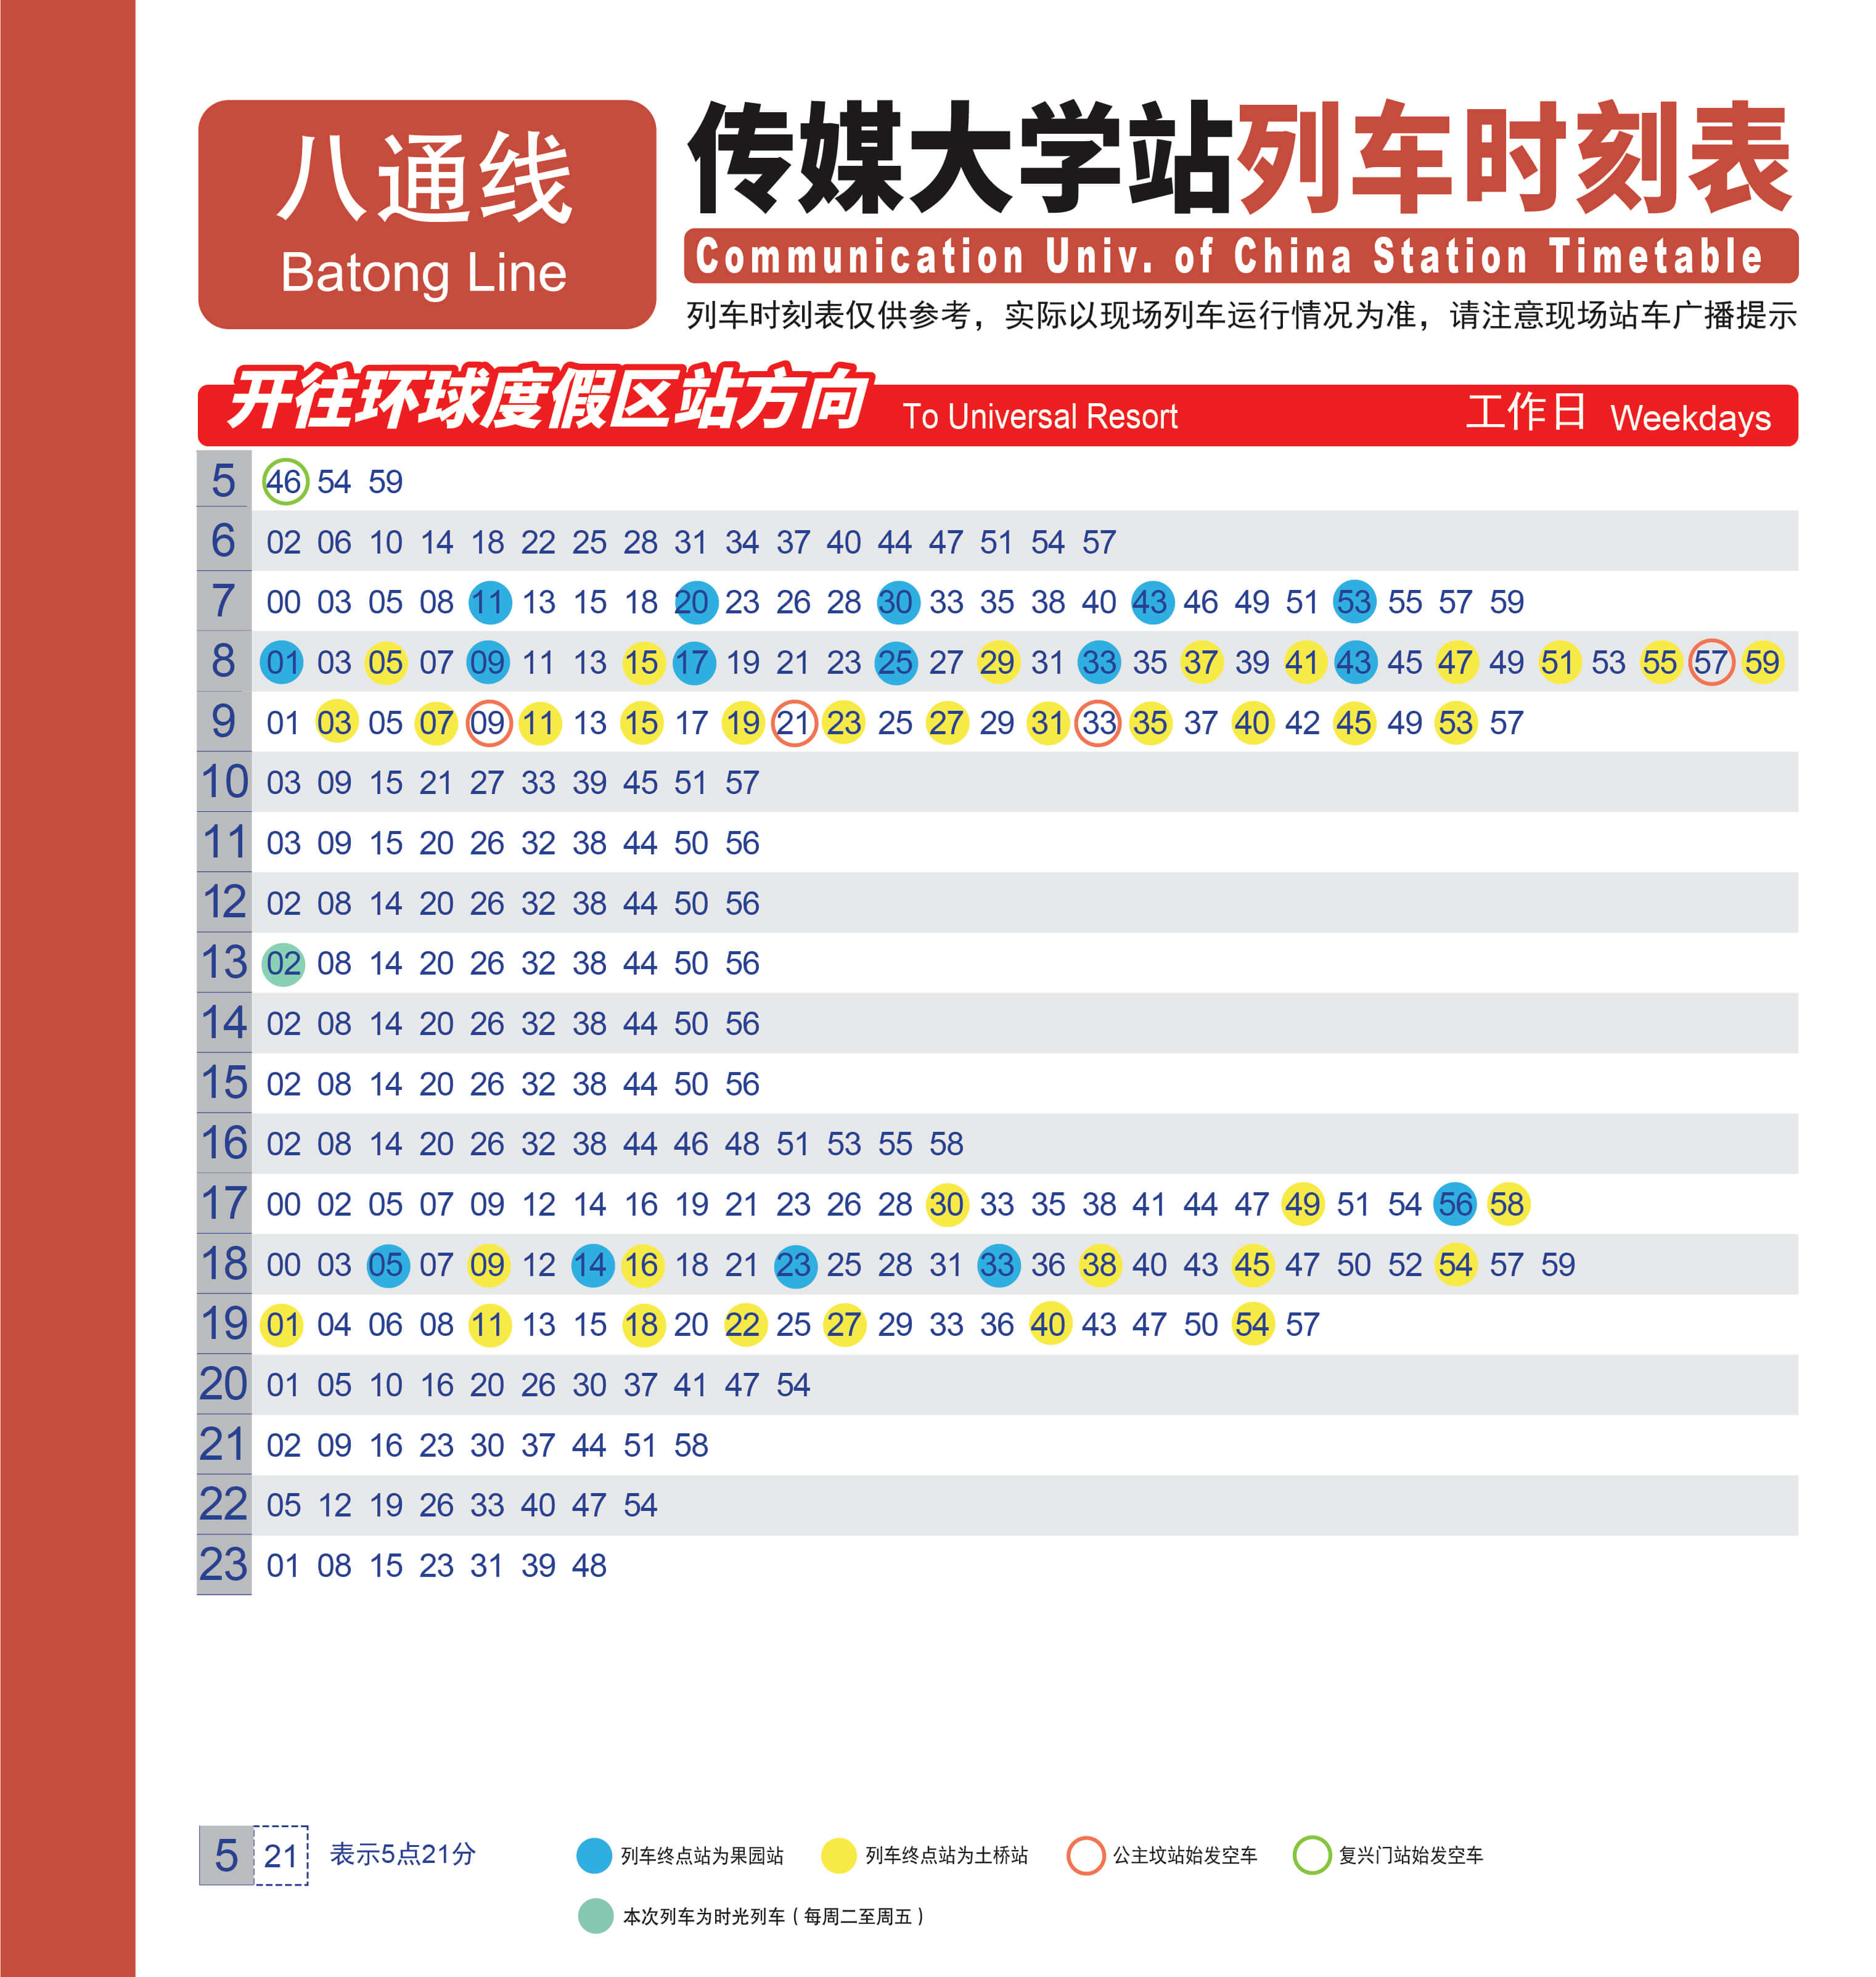 八通线
Batong Line
传媒大学站列车时刻表
Communication Univ. of China Station Timetable
列车时刻表仅供参考，实际以现场列车运行情况为准，请注意现场站车广播提示
开往环球度假区站方向 To Universal Resort 工作日 Weekdays
5 46 54 59
6 02 06 10 14 18 22 25 28 31 34 37 40 44 47 51 54 57
7 00 03 05 08 11 13 15 18 20 23 26 28 30 33 35 38 40 43 46 49 51 53 55 57 59
8 01 03 05 07 09 11 13 15 17 19 21 23 25 27 29 31 33 35 37 39 41 43 45 47 49 51 53 55 57 59
9 01 03 05 07 09 11 13 15 17 19 21 23 25 27 29 31 33 35 37 40 42 45 49 53 57
10 03 09 15 21 27 33 39 45 51 57
11 03 09 15 20 26 32 38 44 50 56
12 02 08 14 20 26 32 38 44 50 56
13 02 08 14 20 26 32 38 44 50 56
14 02 08 14 20 26 32 38 44 50 56
15 02 08 14 20 26 32 38 44 50 56
16 02 08 14 20 26 32 38 44 46 48 51 53 55 58
17 00 02 05 07 09 12 14 16 19 21 23 26 28 30 33 35 38 41 44 47 49 51 54 56 58
18 00 03 05 07 09 12 14 16 18 21 23 25 28 31 33 36 38 40 43 45 47 50 52 54 57 59
19 01 04 06 08 11 13 15 18 20 22 25 27 29 33 36 40 43 47 50 54 57
20 01 05 10 16 20 26 30 37 41 47 54
21 02 09 16 23 30 37 44 51 58
22 05 12 19 26 33 40 47 54
23 01 08 15 23 31 39 48
5 21 表示5点21分 列车终点站为果园站 列车终点站为土桥站 公主坟站始发空车 复兴门站始发空车
本次列车为时光列车（每周二至周五）